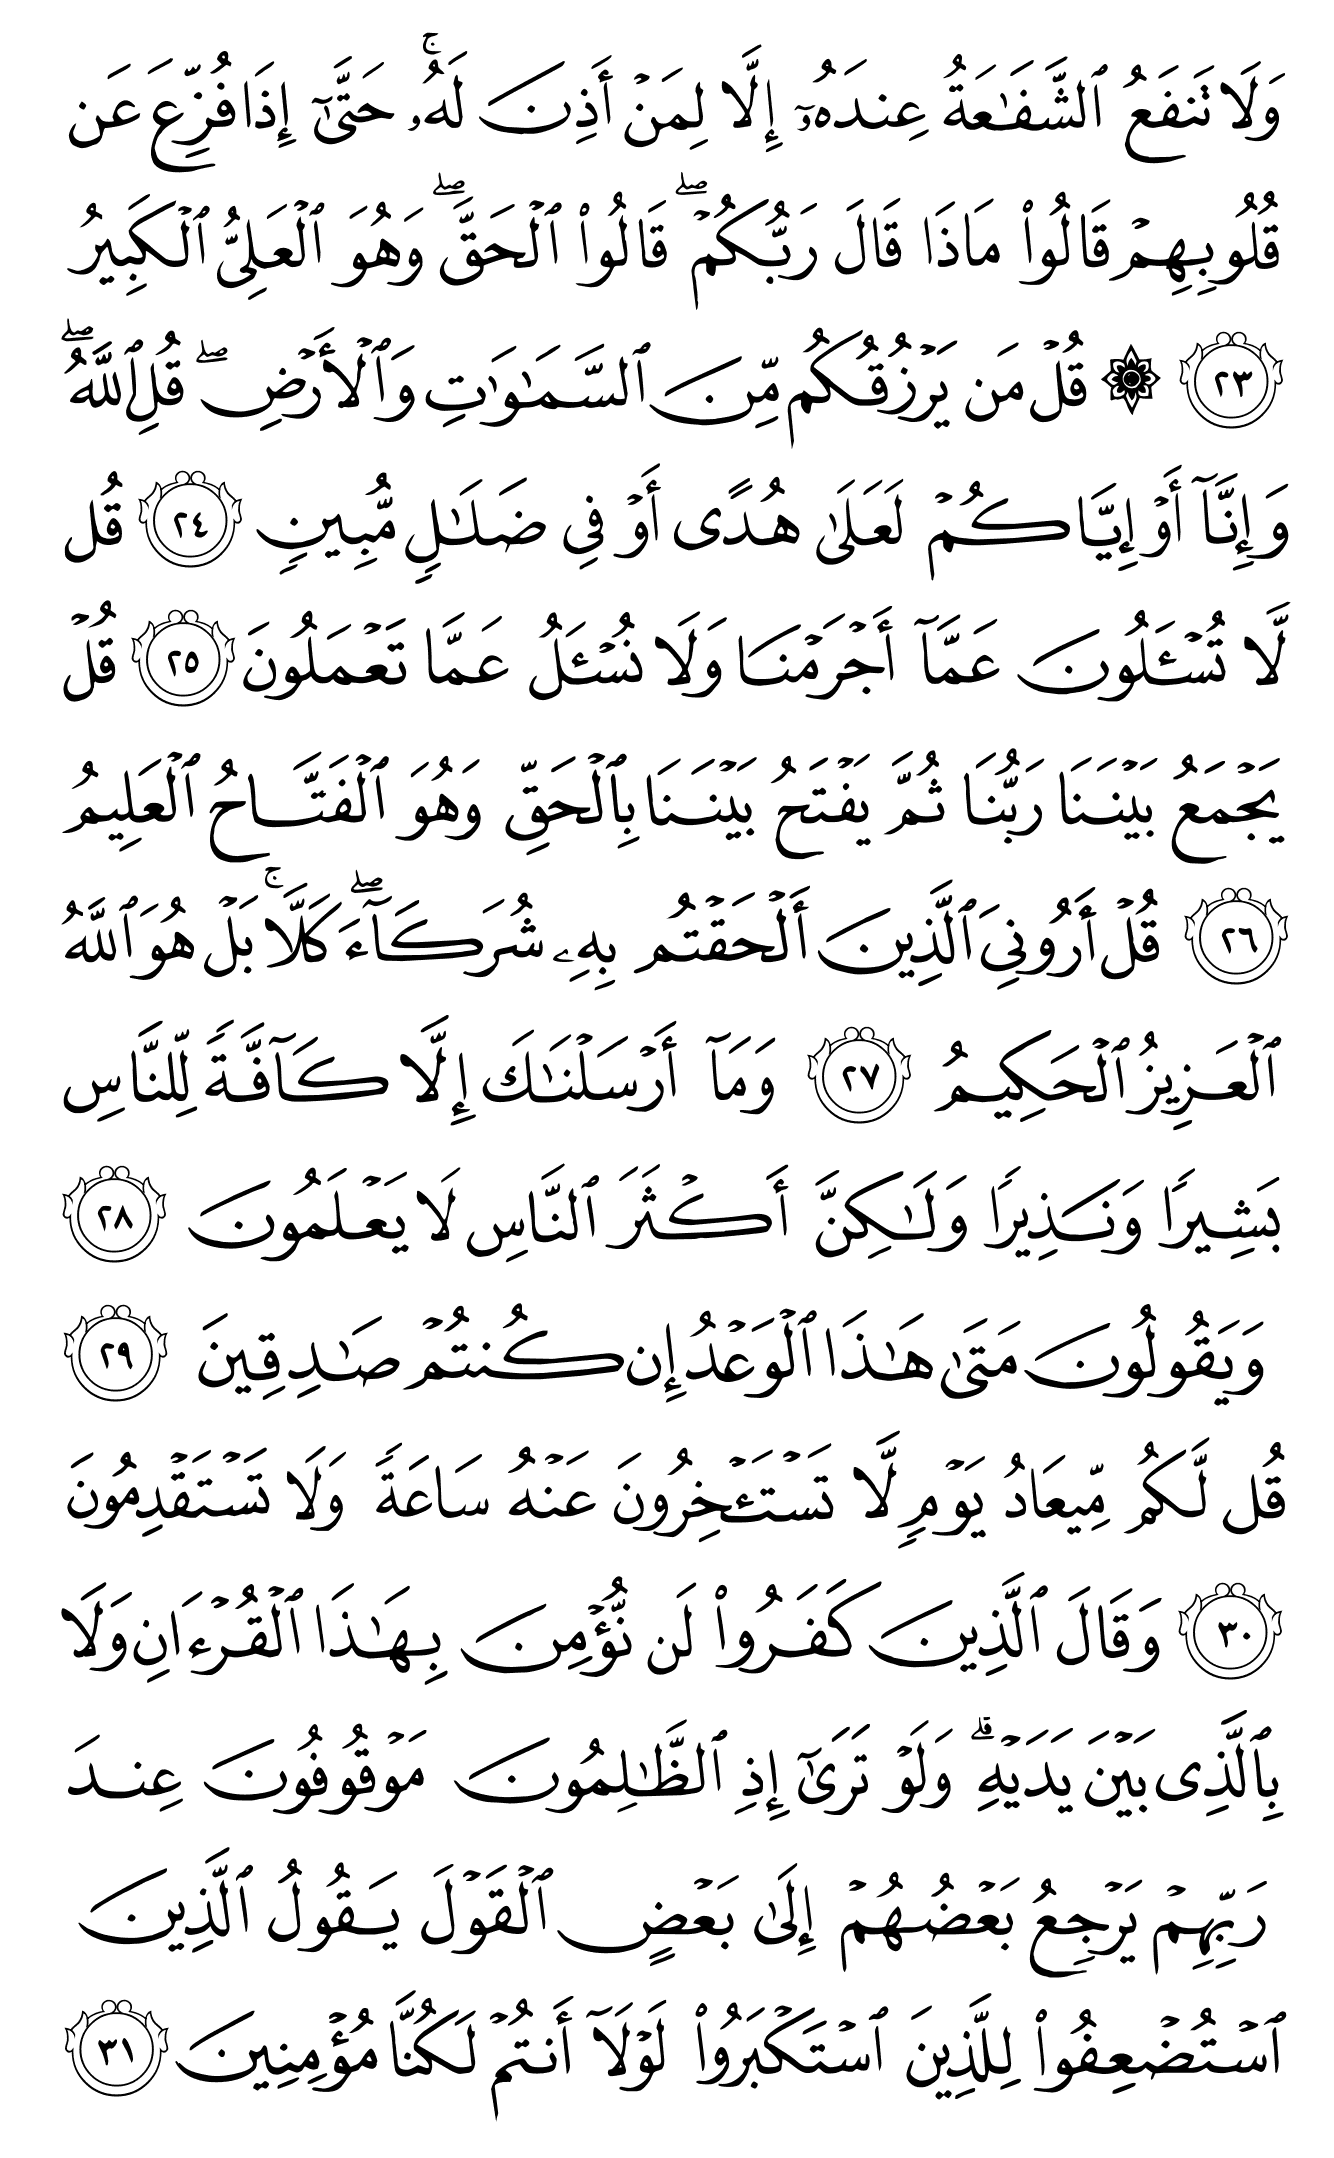 وَلَا تَنفَعُ ٱلشَّفَـٰعَةُ عِندَهُۥٓ إِلَّا لِمَنْ أَذِنَ لَهُۥ ۚ حَتَّىٰٓ إِذَا فُزِّعَ عَن
قُلُوبِهِمْ قَالُوا۟ مَاذَا قَالَ رَبُّكُمْ ۖ قَالُوا۟ ٱلْحَقَّ ۖ وَهُوَ ٱلْعَلِىُّ ٱلْكَبِيرُ
٢٣ ۞ قُلْ مَن يَرْزُقُكُم مِّنَ ٱلسَّمَـٰوَٰتِ وَٱلْأَرْضِ ۖ قُلِ ٱللَّهُ ۖ
وَإِنَّآ أَوْ إِيَّاكُمْ لَعَلَىٰ هُدًى أَوْ فِى ضَلَـٰلٍ مُّبِينٍ ٢٤ قُل
لَّا تُسْـَٔلُونَ عَمَّآ أَجْرَمْنَا وَلَا نُسْـَٔلُ عَمَّا تَعْمَلُونَ ٢٥ قُلْ
يَجْمَعُ بَيْنَنَا رَبُّنَا ثُمَّ يَفْتَحُ بَيْنَنَا بِٱلْحَقِّ وَهُوَ ٱلْفَتَّاحُ ٱلْعَلِيمُ
٢٦ قُلْ أَرُونِىَ ٱلَّذِينَ أَلْحَقْتُم بِهِۦ شُرَكَآءَ ۖ كَلَّا ۚ بَلْ هُوَ ٱللَّهُ
ٱلْعَزِيزُ ٱلْحَكِيمُ ٢٧ وَمَآ أَرْسَلْنَـٰكَ إِلَّا كَآفَّةً لِّلنَّاسِ
بَشِيرًا وَنَذِيرًا وَلَـٰكِنَّ أَكْثَرَ ٱلنَّاسِ لَا يَعْلَمُونَ ٢٨
وَيَقُولُونَ مَتَىٰ هَـٰذَا ٱلْوَعْدُ إِن كُنتُمْ صَـٰدِقِينَ ٢٩
قُل لَّكُم مِّيعَادُ يَوْمٍ لَّا تَسْتَـْٔخِرُونَ عَنْهُ سَاعَةً وَلَا تَسْتَقْدِمُونَ
٣٠ وَقَالَ ٱلَّذِينَ كَفَرُوا۟ لَن نُّؤْمِنَ بِهَـٰذَا ٱلْقُرْءَانِ وَلَا
بِٱلَّذِى بَيْنَ يَدَيْهِ ۗ وَلَوْ تَرَىٰٓ إِذِ ٱلظَّـٰلِمُونَ مَوْقُوفُونَ عِندَ
رَبِّهِمْ يَرْجِعُ بَعْضُهُمْ إِلَىٰ بَعْضٍ ٱلْقَوْلَ يَقُولُ ٱلَّذِينَ
ٱسْتُضْعِفُوا۟ لِلَّذِينَ ٱسْتَكْبَرُوا۟ لَوْلَآ أَنتُمْ لَكُنَّا مُؤْمِنِينَ ٣١